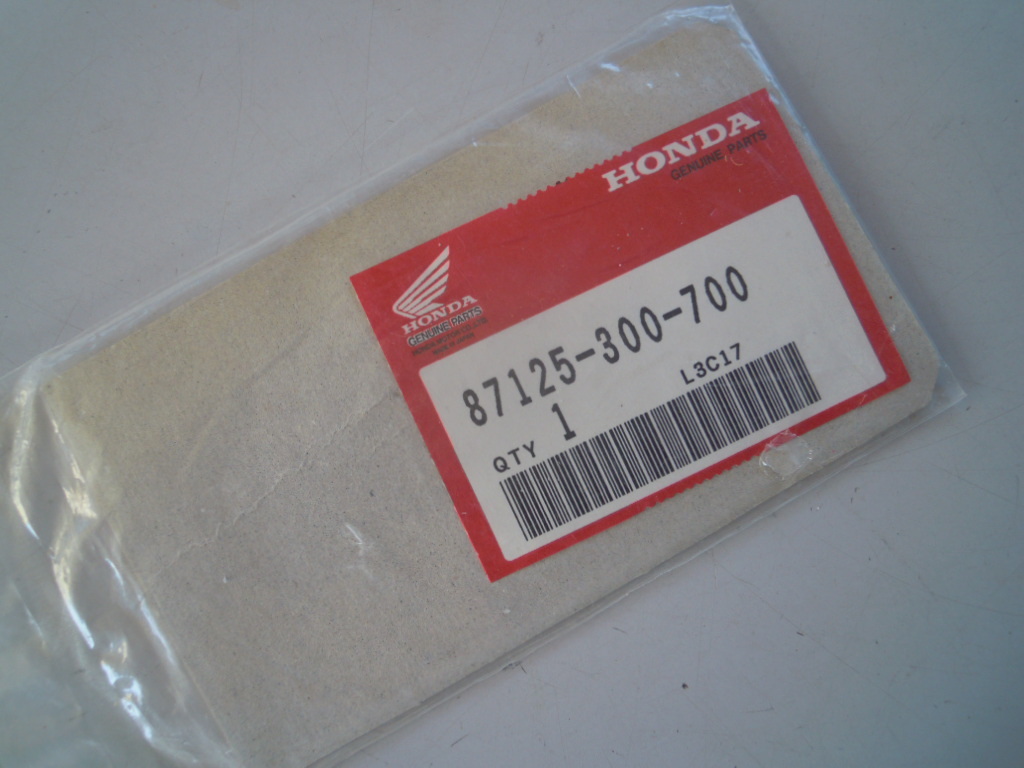 HONDA
GENUINE PARTS
HONDA
GENUINE PARTS
87125-300-700
QTY 1
L3C17